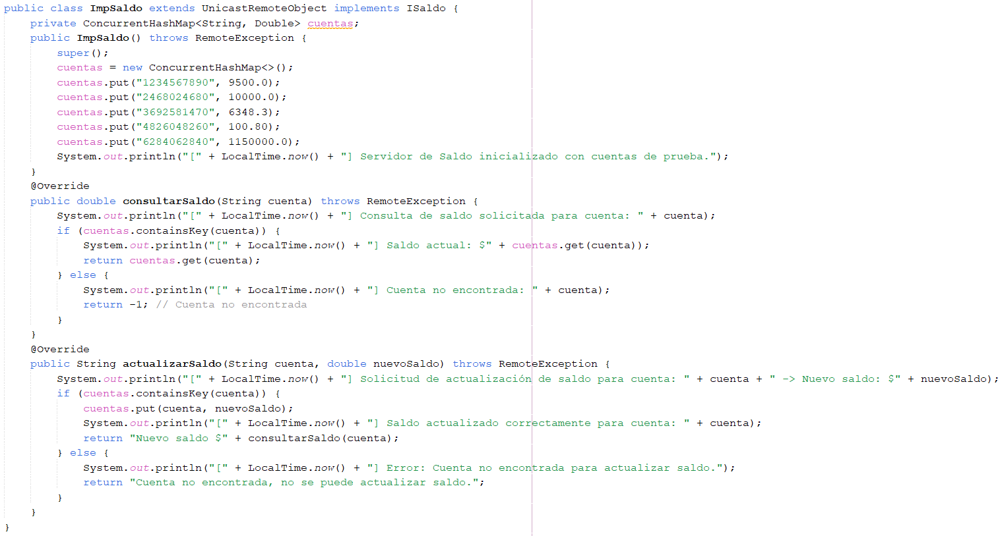 public class ImpSaldo extends UnicastRemoteObject implements ISaldo {
    private ConcurrentHashMap<String, Double> cuentas;
    public ImpSaldo() throws RemoteException {
        super();
        cuentas = new ConcurrentHashMap<>();
        cuentas.put("1234567890", 9500.0);
        cuentas.put("2468024680", 10000.0);
        cuentas.put("3692581470", 6348.3);
        cuentas.put("4826048260", 100.80);
        cuentas.put("6284062840", 1150000.0);
        System.out.println("[" + LocalTime.now() + "] Servidor de Saldo inicializado con cuentas de prueba.");
    }
    @Override
    public double consultarSaldo(String cuenta) throws RemoteException {
        System.out.println("[" + LocalTime.now() + "] Consulta de saldo solicitada para cuenta: " + cuenta);
        if (cuentas.containsKey(cuenta)) {
            System.out.println("[" + LocalTime.now() + "] Saldo actual: $" + cuentas.get(cuenta));
            return cuentas.get(cuenta);
        } else {
            System.out.println("[" + LocalTime.now() + "] Cuenta no encontrada: " + cuenta);
            return -1; // Cuenta no encontrada
        }
    }
    @Override
    public String actualizarSaldo(String cuenta, double nuevoSaldo) throws RemoteException {
        System.out.println("[" + LocalTime.now() + "] Solicitud de actualización de saldo para cuenta: " + cuenta + " -> Nuevo saldo: $" + nuevoSaldo);
        if (cuentas.containsKey(cuenta)) {
            cuentas.put(cuenta, nuevoSaldo);
            System.out.println("[" + LocalTime.now() + "] Saldo actualizado correctamente para cuenta: " + cuenta);
            return "Nuevo saldo $" + consultarSaldo(cuenta);
        } else {
            System.out.println("[" + LocalTime.now() + "] Error: Cuenta no encontrada para actualizar saldo.");
            return "Cuenta no encontrada, no se puede actualizar saldo.";
        }
    }
}